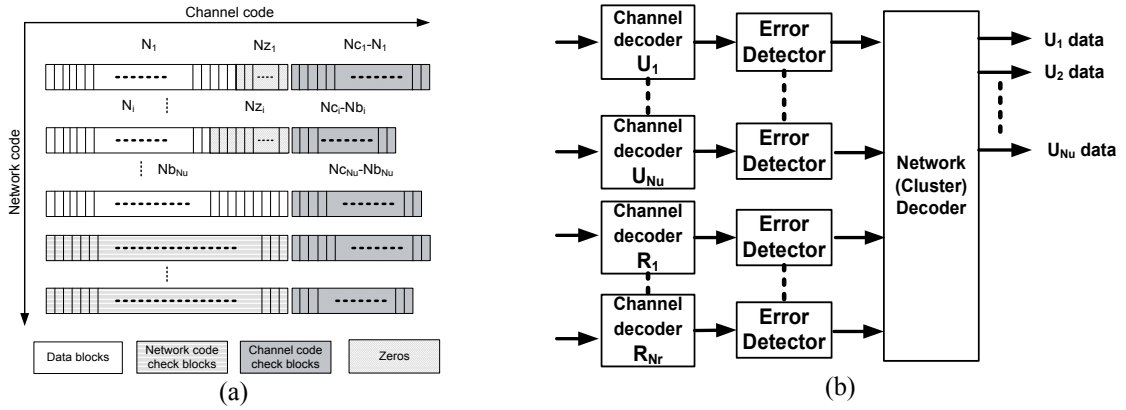 Channel code
Network code
N1 Nz1 Nc1-N1
Ni Nzi Nci-Nbi
NbNu NcNu-NbNu
Data blocks
Network code
check blocks
Channel code
check blocks
Zeros
(a)
Channel
decoder
U1
Error
Detector
Channel
decoder
UNu
Error
Detector
Channel
decoder
R1
Error
Detector
Channel
decoder
RNr
Error
Detector
Network
(Cluster)
Decoder
U1 data
U2 data
UNu data
(b)